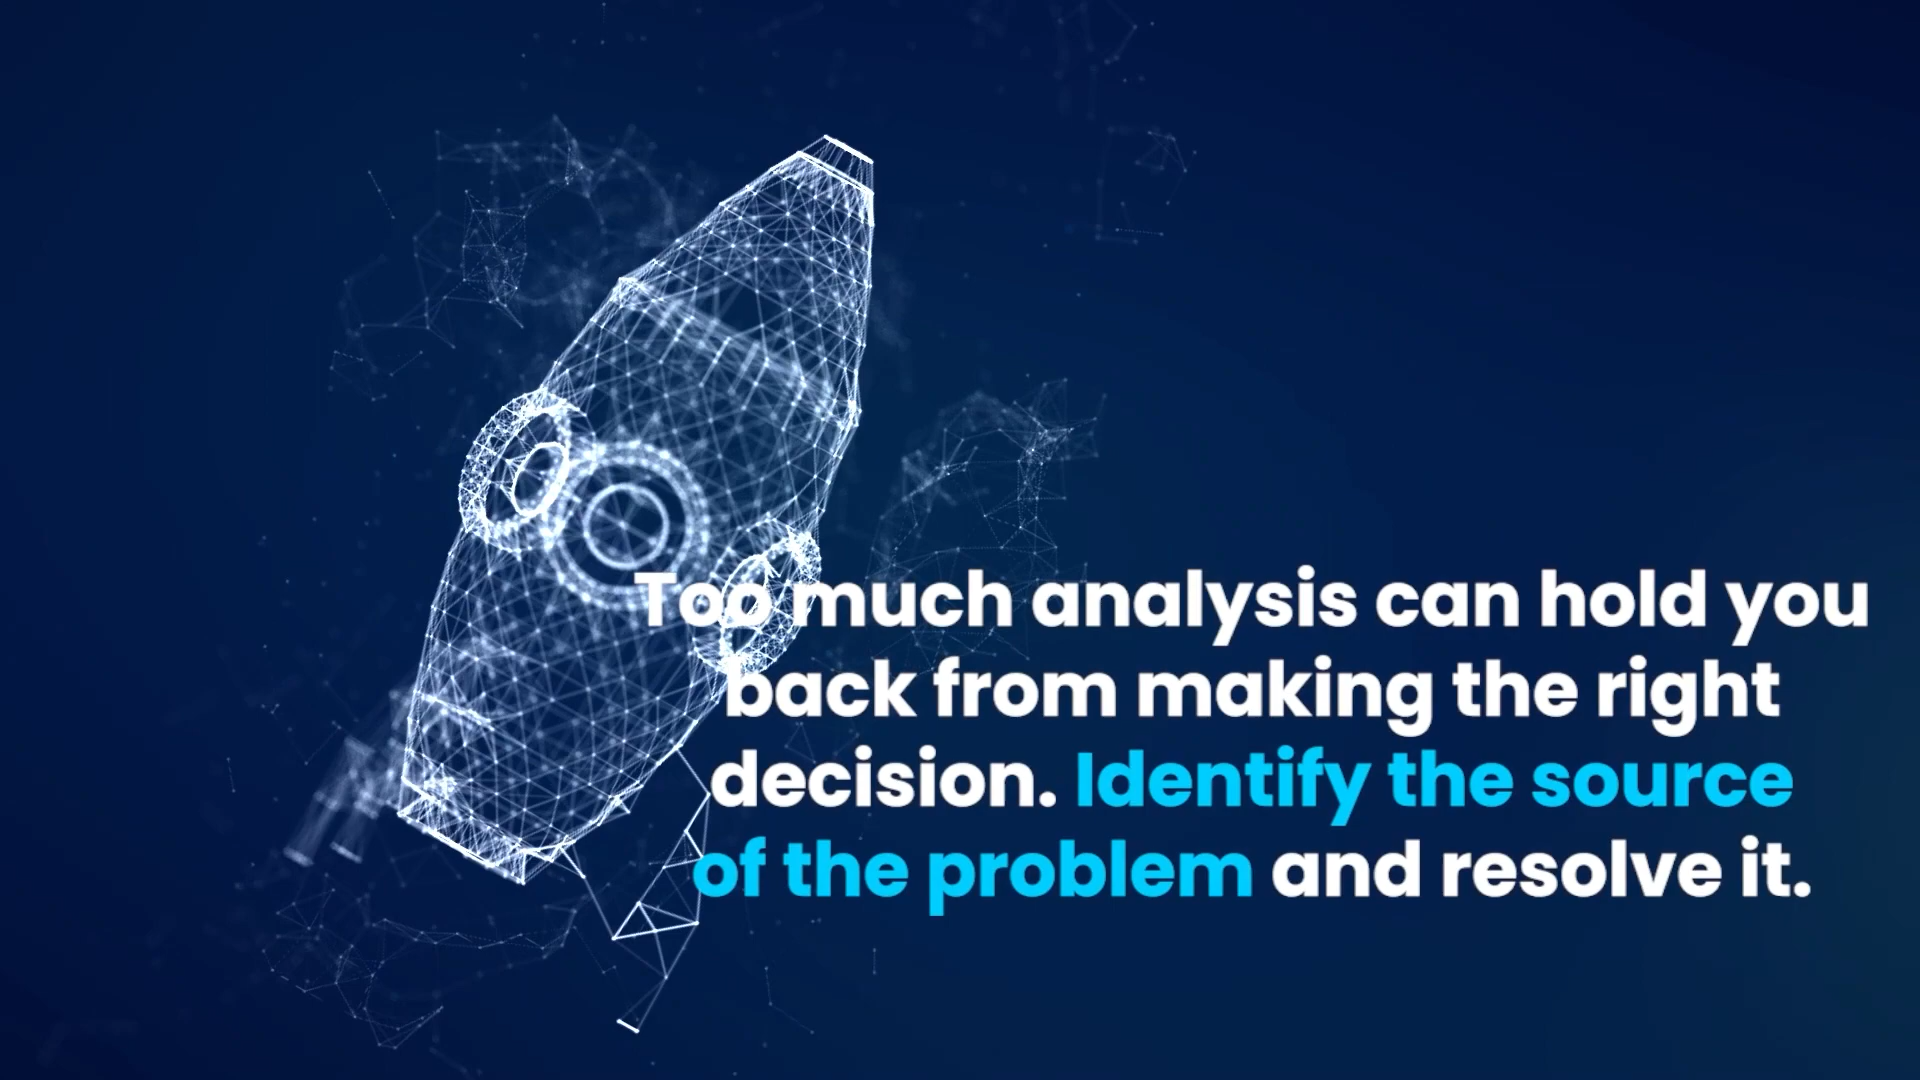 Too much analysis can hold you
back from making the right
decision. Identify the source
of the problem and resolve it.